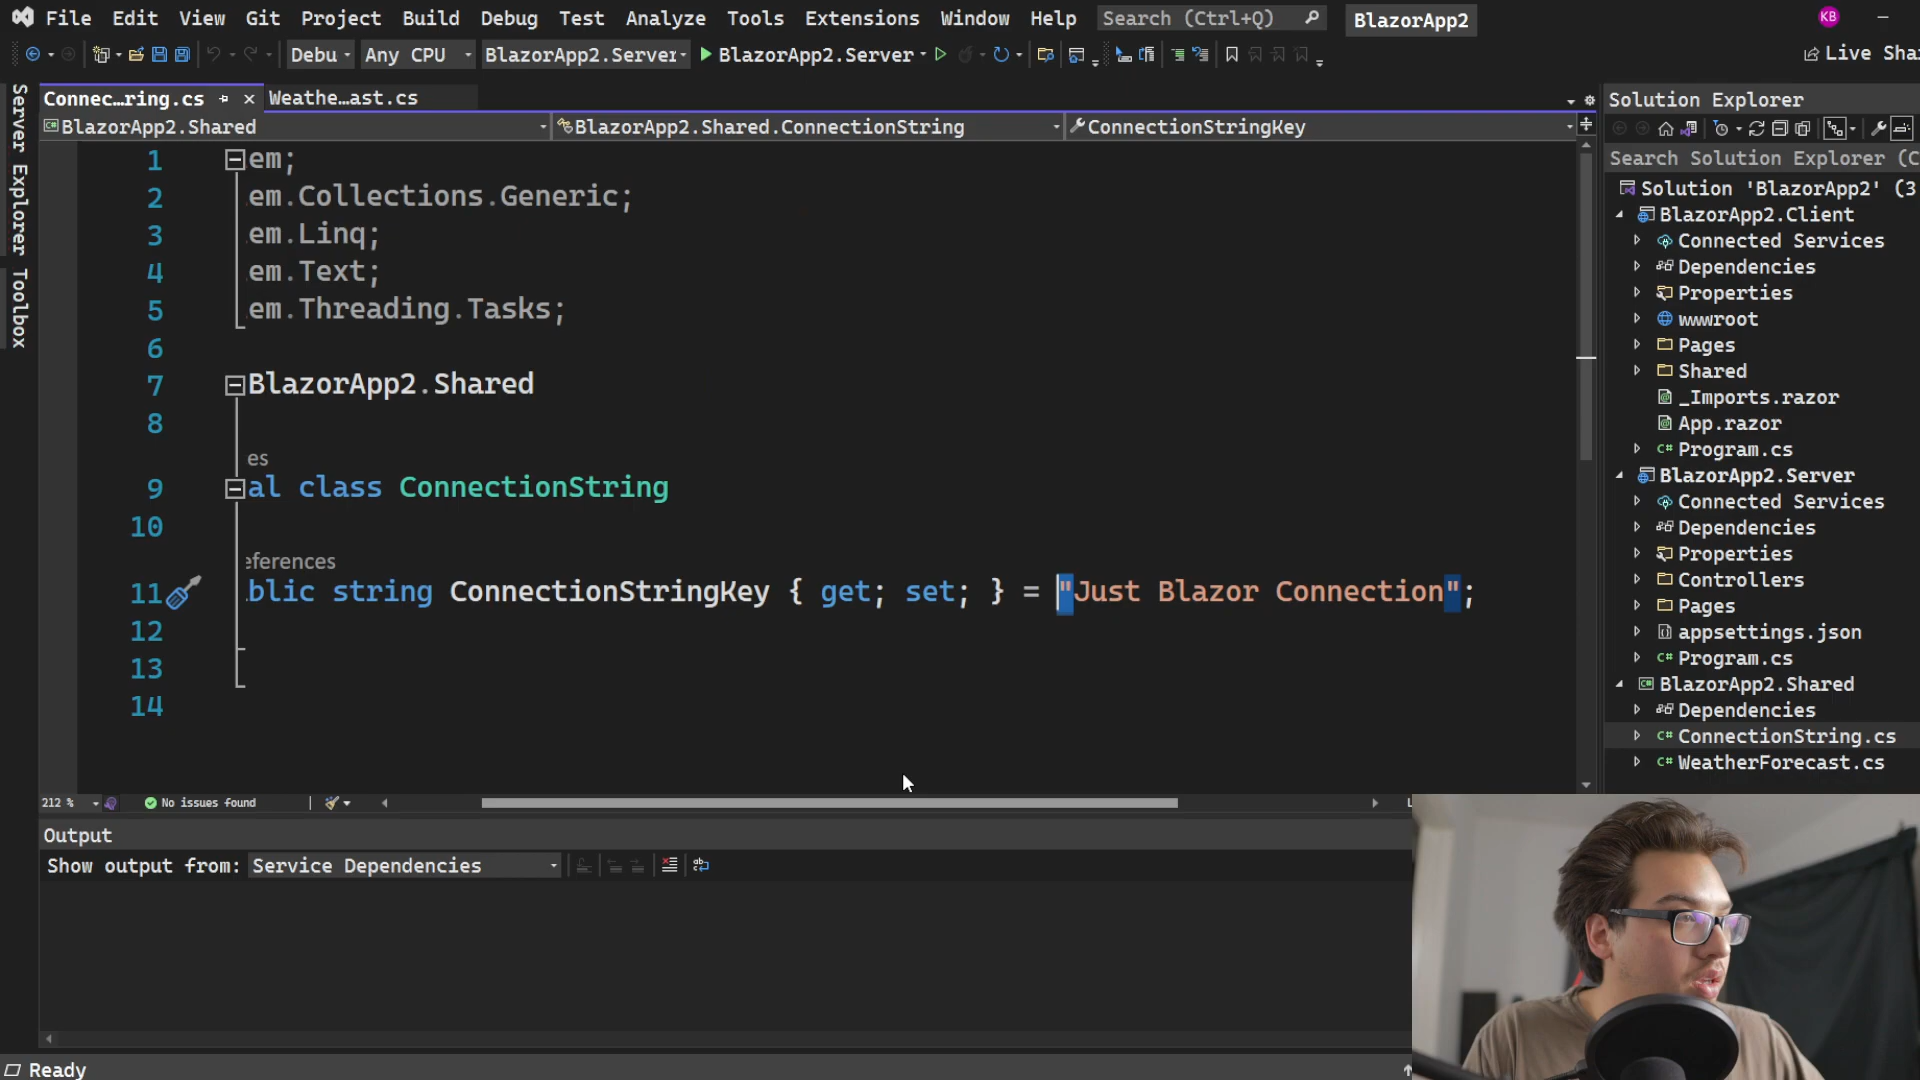 File Edit View Git Project Build Debug Test Analyze Tools Extensions Window Help Search (Ctrl+Q) BlazorApp2 KB
Debu Any CPU BlazorApp2.Server BlazorApp2.Server Live Sha
Server Explorer
Toolbox
Connec…ring.cs Weathe…ast.cs
BlazorApp2.Shared BlazorApp2.Shared.ConnectionString ConnectionStringKey
1 em;
2 em.Collections.Generic;
3 em.Linq;
4 em.Text;
5 em.Threading.Tasks;
6
7 BlazorApp2.Shared
8
es
9 al class ConnectionString
10
eferences
11 blic string ConnectionStringKey { get; set; } = "Just Blazor Connection";
12
13
14
212 % No issues found
Output
Show output from: Service Dependencies
Ready
Solution Explorer
Search Solution Explorer (C
Solution 'BlazorApp2' (3
BlazorApp2.Client
Connected Services
Dependencies
Properties
wwwroot
Pages
Shared
_Imports.razor
App.razor
C# Program.cs
BlazorApp2.Server
Connected Services
Dependencies
Properties
Controllers
Pages
appsettings.json
C# Program.cs
C# BlazorApp2.Shared
Dependencies
C# ConnectionString.cs
C# WeatherForecast.cs